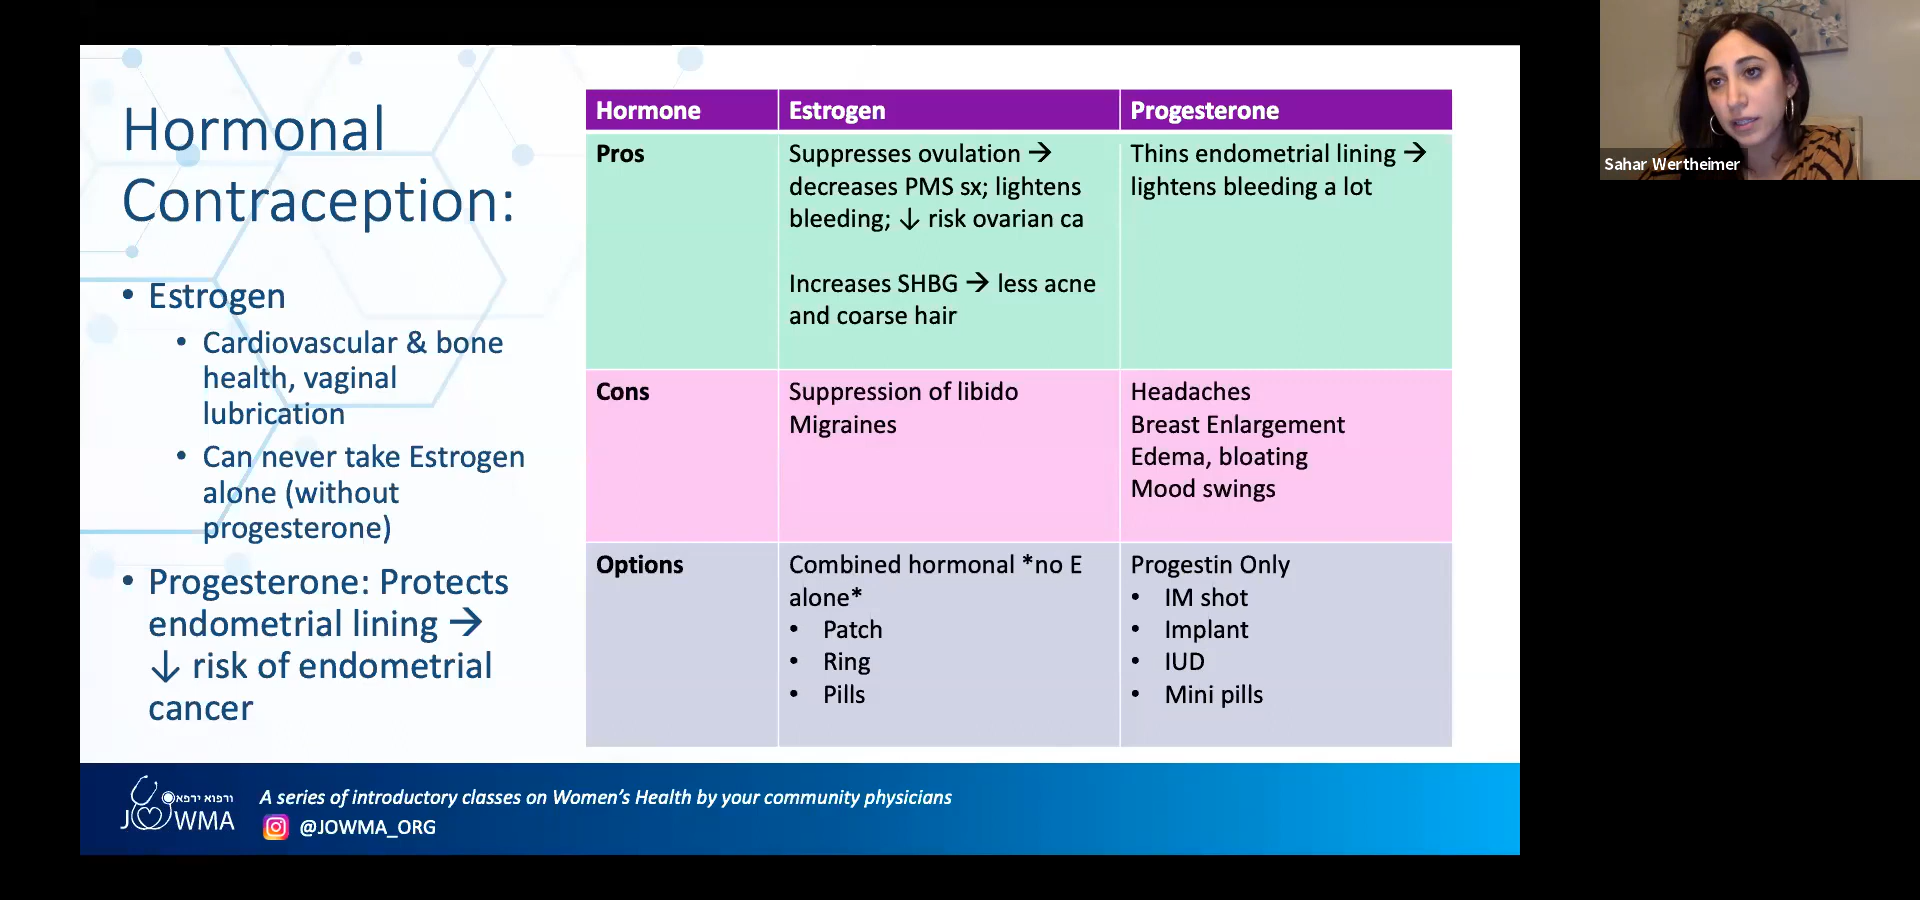 Hormonal
Contraception:
• Estrogen
• Cardiovascular & bone
health, vaginal
lubrication
• Can never take Estrogen
alone (without
progesterone)
• Progesterone: Protects
endometrial lining →
↓ risk of endometrial
cancer
Hormone Estrogen Progesterone
Pros
Suppresses ovulation →
decreases PMS sx; lightens
bleeding; ↓ risk ovarian ca
Increases SHBG → less acne
and coarse hair
Thins endometrial lining →
lightens bleeding a lot
Cons
Suppression of libido
Migraines
Headaches
Breast Enlargement
Edema, bloating
Mood swings
Options
Combined hormonal *no E
alone*
• Patch
• Ring
• Pills
Progestin Only
• IM shot
• Implant
• IUD
• Mini pills
ורפוא ירפא
JOWMA
A series of introductory classes on Women's Health by your community physicians
@JOWMA_ORG
Sahar Wertheimer